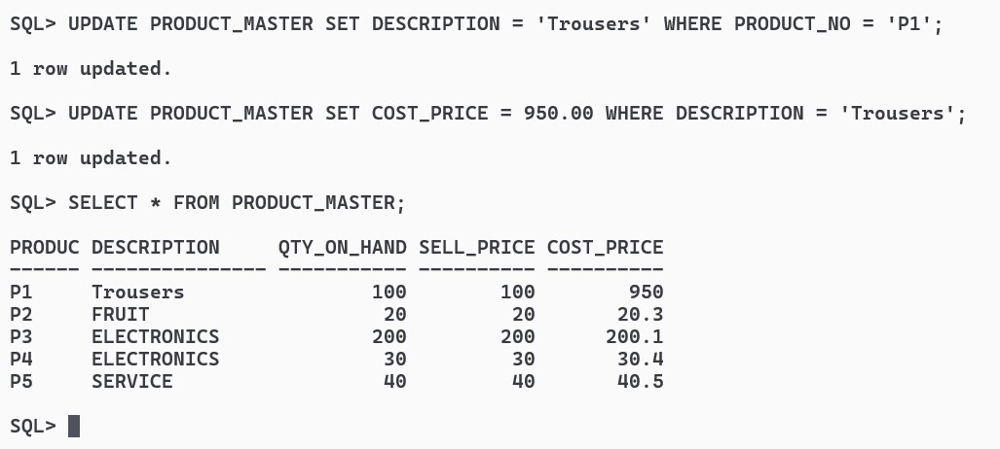 SQL> UPDATE PRODUCT_MASTER SET DESCRIPTION = 'Trousers' WHERE PRODUCT_NO = 'P1';
1 row updated.
SQL> UPDATE PRODUCT_MASTER SET COST_PRICE = 950.00 WHERE DESCRIPTION = 'Trousers';
1 row updated.
SQL> SELECT * FROM PRODUCT_MASTER;
PRODUC DESCRIPTION     QTY_ON_HAND SELL_PRICE COST_PRICE
------ --------------- ----------- ---------- ----------
P1     Trousers                100        100        950
P2     FRUIT                    20         20       20.3
P3     ELECTRONICS             200        200      200.1
P4     ELECTRONICS              30         30       30.4
P5     SERVICE                  40         40       40.5
SQL>